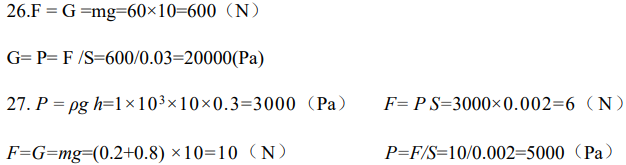 26.F = G =mg=60×10=600（N）
G= P= F /S=600/0.03=20000(Pa)
27. P = ρg h=1×10³×10×0.3=3000（Pa） F= P S=3000×0.002=6（N）
F=G=mg=(0.2+0.8) ×10=10（N） P=F/S=10/0.002=5000（Pa）